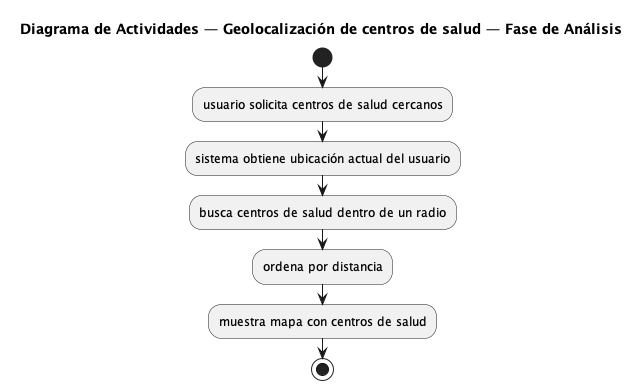 Diagrama de Actividades — Geolocalización de centros de salud — Fase de Análisis
usuario solicita centros de salud cercanos
sistema obtiene ubicación actual del usuario
busca centros de salud dentro de un radio
ordena por distancia
muestra mapa con centros de salud